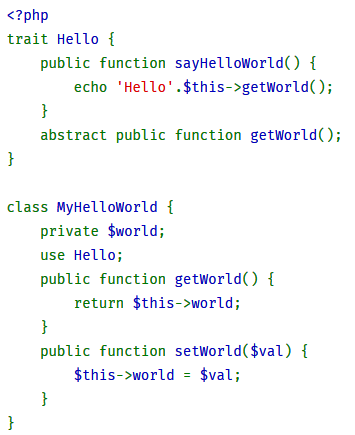 <?php
trait Hello {
    public function sayHelloWorld() {
        echo 'Hello'.$this->getWorld();
    }
    abstract public function getWorld();
}

class MyHelloWorld {
    private $world;
    use Hello;
    public function getWorld() {
        return $this->world;
    }
    public function setWorld($val) {
        $this->world = $val;
    }
}